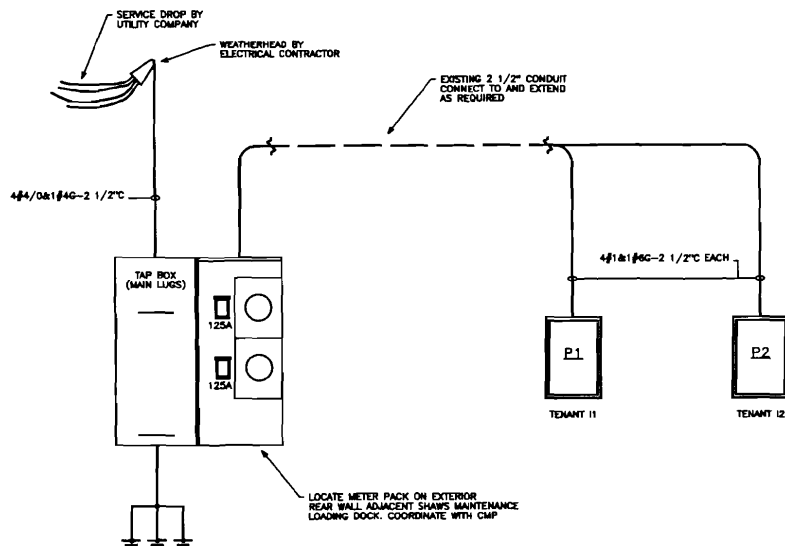 SERVICE DROP BY
UTILITY COMPANY
WEATHERHEAD BY
ELECTRICAL CONTRACTOR
EXISTING 2 1/2" CONDUIT
CONNECT TO AND EXTEND
AS REQUIRED
4#4/0&1#4G-2 1/2"C
TAP BOX
(MAIN LUGS)
125A
125A
4#1&1#6G-2 1/2"C EACH
P1
P2
TENANT I1
TENANT I2
LOCATE METER PACK ON EXTERIOR
REAR WALL ADJACENT SHAWS MAINTENANCE
LOADING DOCK. COORDINATE WITH CMP